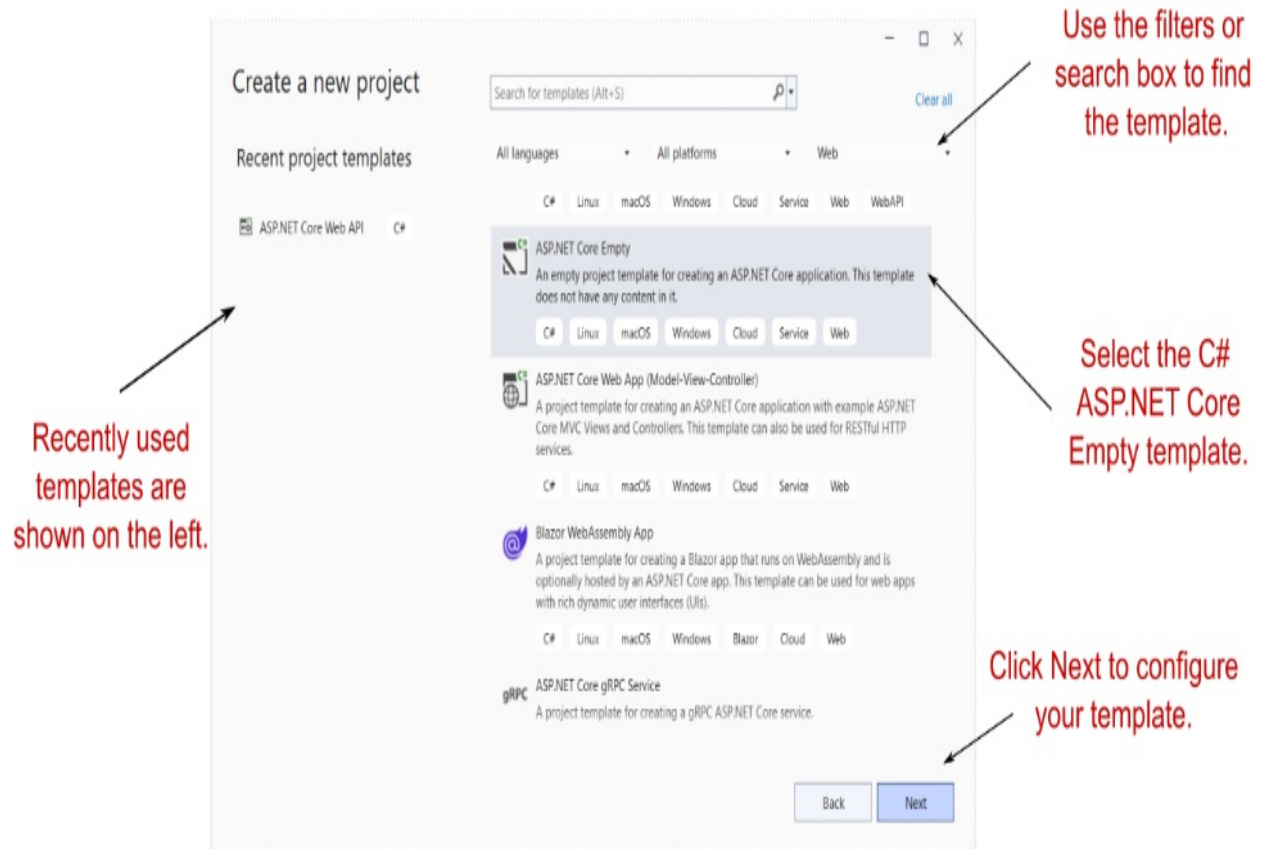 Use the filters or
search box to find
the template.
Create a new project
Search for templates (Alt+S)
Clear all
Recent project templates
All languages
All platforms
Web
C# Linux macOS Windows Cloud Service Web WebAPI
ASP.NET Core Web API C#
ASP.NET Core Empty
An empty project template for creating an ASP.NET Core application. This template
does not have any content in it.
C# Linux macOS Windows Cloud Service Web
Select the C#
ASP.NET Core
Empty template.
ASP.NET Core Web App (Model-View-Controller)
A project template for creating an ASP.NET Core application with example ASP.NET
Core MVC Views and Controllers. This template can also be used for RESTful HTTP
services.
C# Linux macOS Windows Cloud Service Web
Recently used
templates are
shown on the left.
Blazor WebAssembly App
A project template for creating a Blazor app that runs on WebAssembly and is
optionally hosted by an ASP.NET Core app. This template can be used for web apps
with rich dynamic user interfaces (UIs).
C# Linux macOS Windows Blazor Cloud Web
gRPC ASP.NET Core gRPC Service
A project template for creating a gRPC ASP.NET Core service.
Click Next to configure
your template.
Back
Next